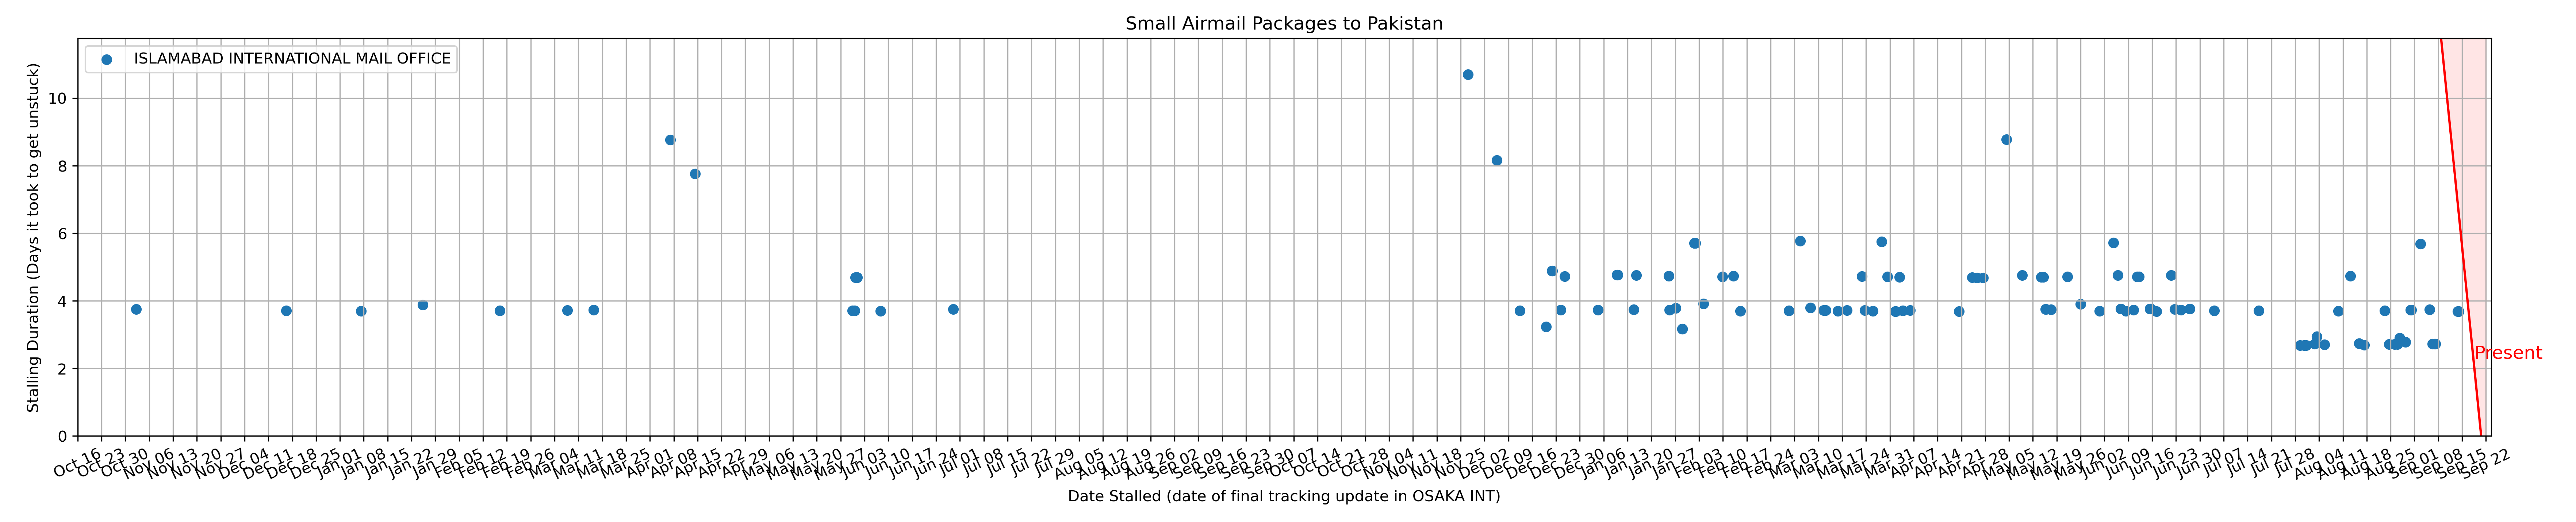 Small Airmail Packages to Pakistan
ISLAMABAD INTERNATIONAL MAIL OFFICE
Stalling Duration (Days it took to get unstuck)
10
8
6
4
2
0
Present
Oct 16 Oct 23 Oct 30 Nov 06 Nov 13 Nov 20 Nov 27 Dec 04 Dec 11 Dec 18 Dec 25 Jan 01 Jan 08 Jan 15 Jan 22 Jan 29 Feb 05 Feb 12 Feb 19 Feb 26 Mar 04 Mar 11 Mar 18 Mar 25 Apr 01 Apr 08 Apr 15 Apr 22 Apr 29 May 06 May 13 May 20 May 27 Jun 03 Jun 10 Jun 17 Jun 24 Jul 01 Jul 08 Jul 15 Jul 22 Jul 29 Aug 05 Aug 12 Aug 19 Aug 26 Sep 02 Sep 09 Sep 16 Sep 23 Sep 30 Oct 07 Oct 14 Oct 21 Oct 28 Nov 04 Nov 11 Nov 18 Nov 25 Dec 02 Dec 09 Dec 16 Dec 23 Dec 30 Jan 06 Jan 13 Jan 20 Jan 27 Feb 03 Feb 10 Feb 17 Feb 24 Mar 03 Mar 10 Mar 17 Mar 24 Mar 31 Apr 07 Apr 14 Apr 21 Apr 28 May 05 May 12 May 19 May 26 Jun 02 Jun 09 Jun 16 Jun 23 Jun 30 Jul 07 Jul 14 Jul 21 Jul 28 Aug 04 Aug 11 Aug 18 Aug 25 Sep 01 Sep 08 Sep 15 Sep 22
Date Stalled (date of final tracking update in OSAKA INT)